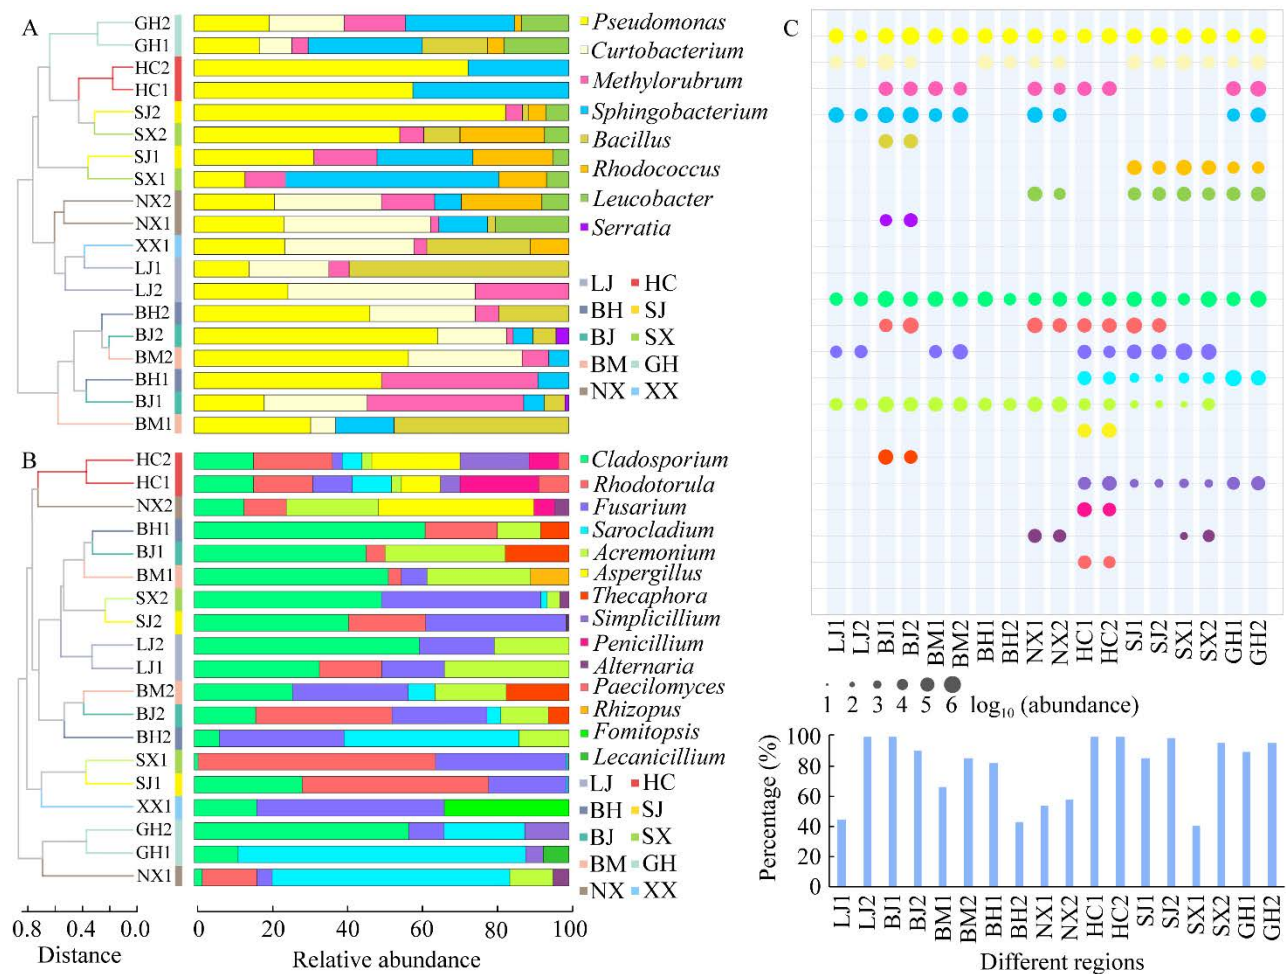 A
GH2
GH1
HC2
HC1
SJ2
SX2
SJ1
SX1
NX2
NX1
XX1
LJ1
LJ2
BH2
BJ2
BM2
BH1
BJ1
BM1
Pseudomonas
Curtobacterium
Methylorubrum
Sphingobacterium
Bacillus
Rhodococcus
Leucobacter
Serratia
LJ HC
BH SJ
BJ SX
BM GH
NX XX
B
HC2
HC1
NX2
BH1
BJ1
BM1
SX2
SJ2
LJ2
LJ1
BM2
BJ2
BH2
SX1
SJ1
XX1
GH2
GH1
NX1
Cladosporium
Rhodotorula
Fusarium
Sarocladium
Acremonium
Aspergillus
Thecaphora
Simplicillium
Penicillium
Alternaria
Paecilomyces
Rhizopus
Fomitopsis
Lecanicillium
LJ HC
BH SJ
BJ SX
BM GH
NX XX
0.8 0.4 0.0
Distance
0 20 40 60 80 100
Relative abundance
C
LJ1 LJ2 BJ1 BJ2 BM1 BM2 BH1 BH2 NX1 NX2 HC1 HC2 SJ1 SJ2 SX1 SX2 GH1 GH2
1 2 3 4 5 6 log₁₀ (abundance)
Percentage (%)
100
80
60
40
20
0
LJ1 LJ2 BJ1 BJ2 BM1 BM2 BH1 BH2 NX1 NX2 HC1 HC2 SJ1 SJ2 SX1 SX2 GH1 GH2
Different regions